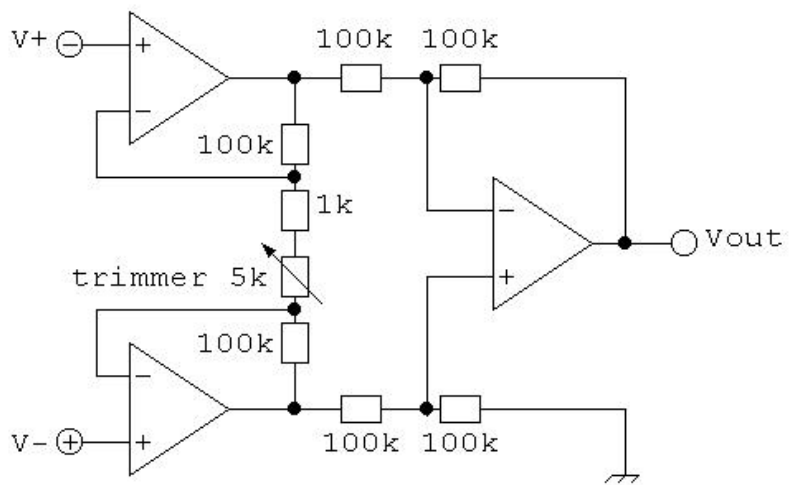 100k 100k
V+ − +
−
100k
1k
− Vout
trimmer 5k +
100k
−
V- + +
100k 100k